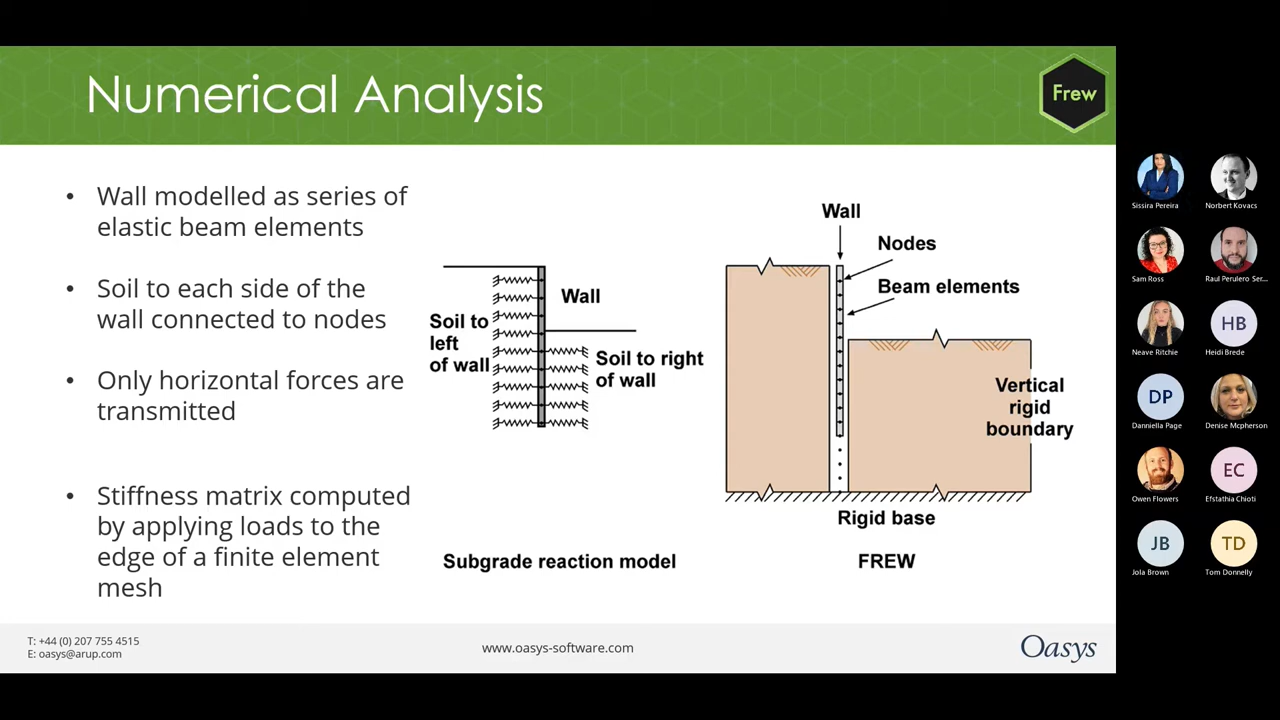 Numerical Analysis
Frew
• Wall modelled as series of
elastic beam elements
• Soil to each side of the
wall connected to nodes
• Only horizontal forces are
transmitted
• Stiffness matrix computed
by applying loads to the
edge of a finite element
mesh
Wall
Soil to
left
of wall
Soil to right
of wall
Subgrade reaction model
Wall
Nodes
Beam elements
Vertical
rigid
boundary
Rigid base
FREW
T: +44 (0) 207 755 4515
E: oasys@arup.com
www.oasys-software.com
Oasys
Sissira Pereira
Norbert Kovacs
Sam Ross
Raul Perulero Ser...
Neave Ritchie
HB
Heidi Brede
DP
Danniella Page
Denise Mcpherson
Owen Flowers
EC
Efstathia Chioti
JB
Jola Brown
TD
Tom Donnelly